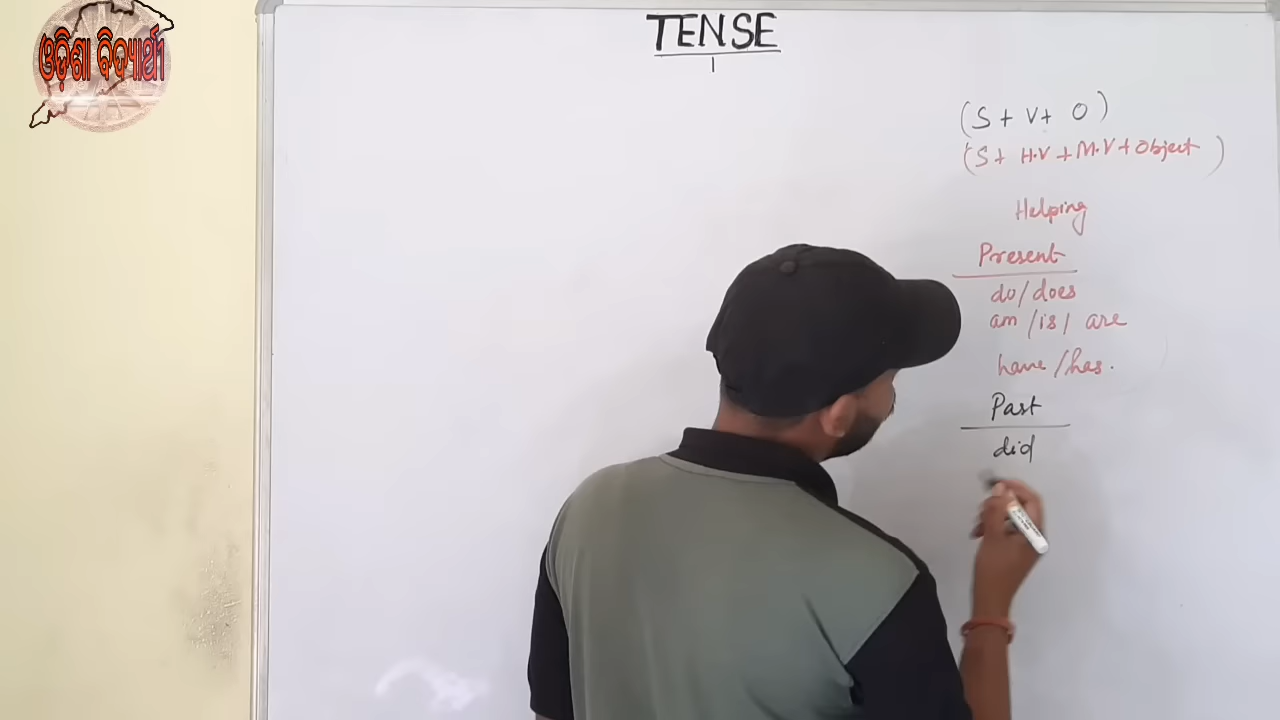 ଓଡ଼ିଶା ବିଦ୍ୟାର୍ଥୀ
TENSE
(S + V + O)
(S + H.V + M.V + Object)
Helping
Present
do/does
am /is/ are
have /has.
Past
did